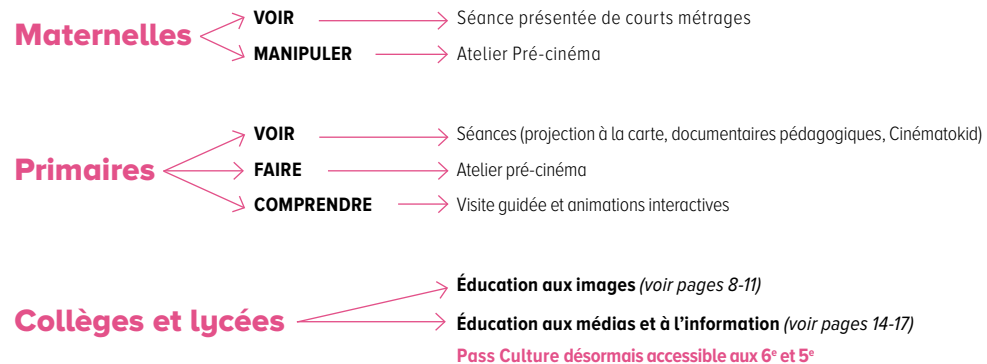 Maternelles
VOIR Séance présentée de courts métrages
MANIPULER Atelier Pré-cinéma
Primaires
VOIR Séances (projection à la carte, documentaires pédagogiques, Cinématokid)
FAIRE Atelier pré-cinéma
COMPRENDRE Visite guidée et animations interactives
Collèges et lycées
Éducation aux images (voir pages 8-11)
Éducation aux médias et à l'information (voir pages 14-17)
Pass Culture désormais accessible aux 6e et 5e